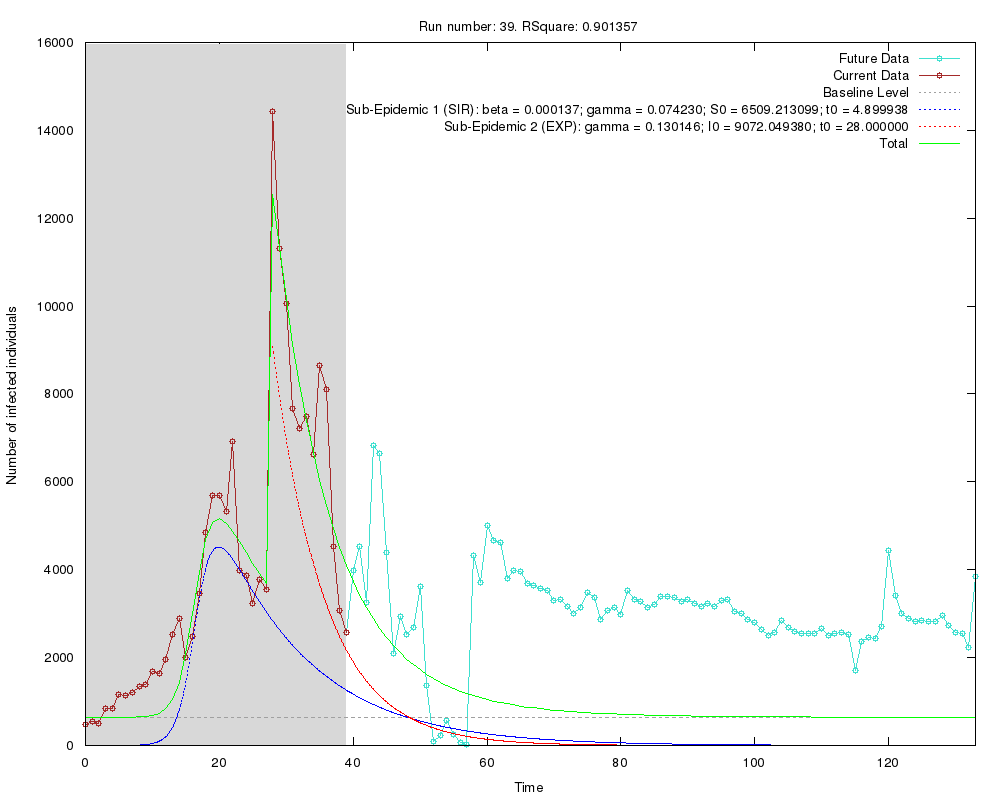 Run number: 39. RSquare: 0.901357
16000
14000
12000
10000
8000
6000
4000
2000
0
Number of infected individuals
Future Data
Current Data
Baseline Level
Sub-Epidemic 1 (SIR): beta = 0.000137; gamma = 0.074230; S0 = 6509.213099; t0 = 4.899938
Sub-Epidemic 2 (EXP): gamma = 0.130146; I0 = 9072.049380; t0 = 28.000000
Total
0 20 40 60 80 100 120
Time